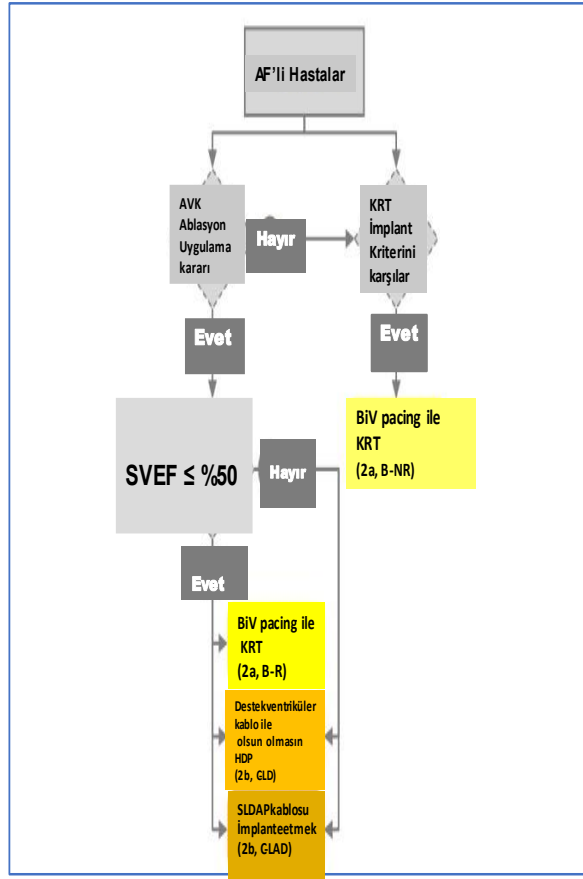 AF'li Hastalar
AVK
Ablasyon
Uygulama
kararı
Hayır
KRT
İmplant
Kriterini
karşılar
Evet
Evet
SVEF ≤ %50
Hayır
BiV pacing ile
KRT
(2a, B-NR)
Evet
BiV pacing ile
KRT
(2a, B-R)
Destekventriküler
kablo ile
olsun olmasın
HDP
(2b, GLD)
SLDAPkablosu
İmplanteetmek
(2b, GLAD)